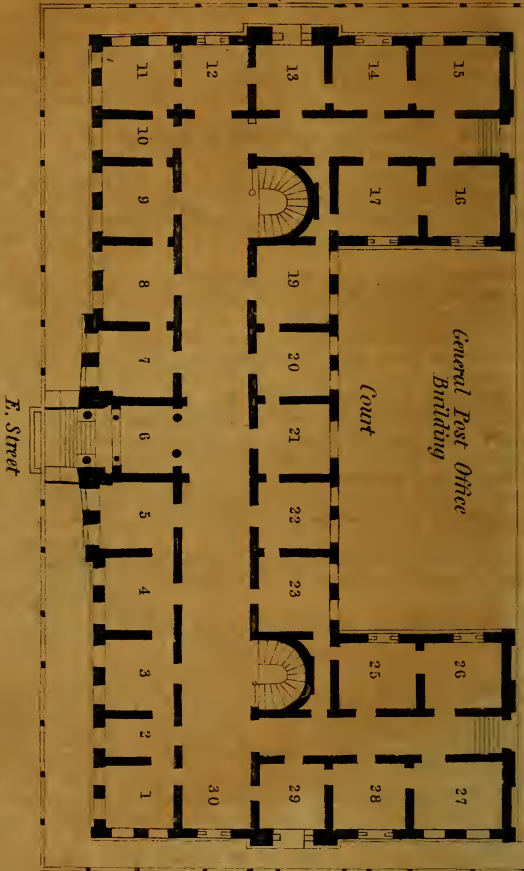 15 16 26 27
General Post Office
Building
14 17 25 28
Court
13 19 20 21 22 23 29
12 30
11 10 9 8 7 6 5 4 3 2 1
E. Street